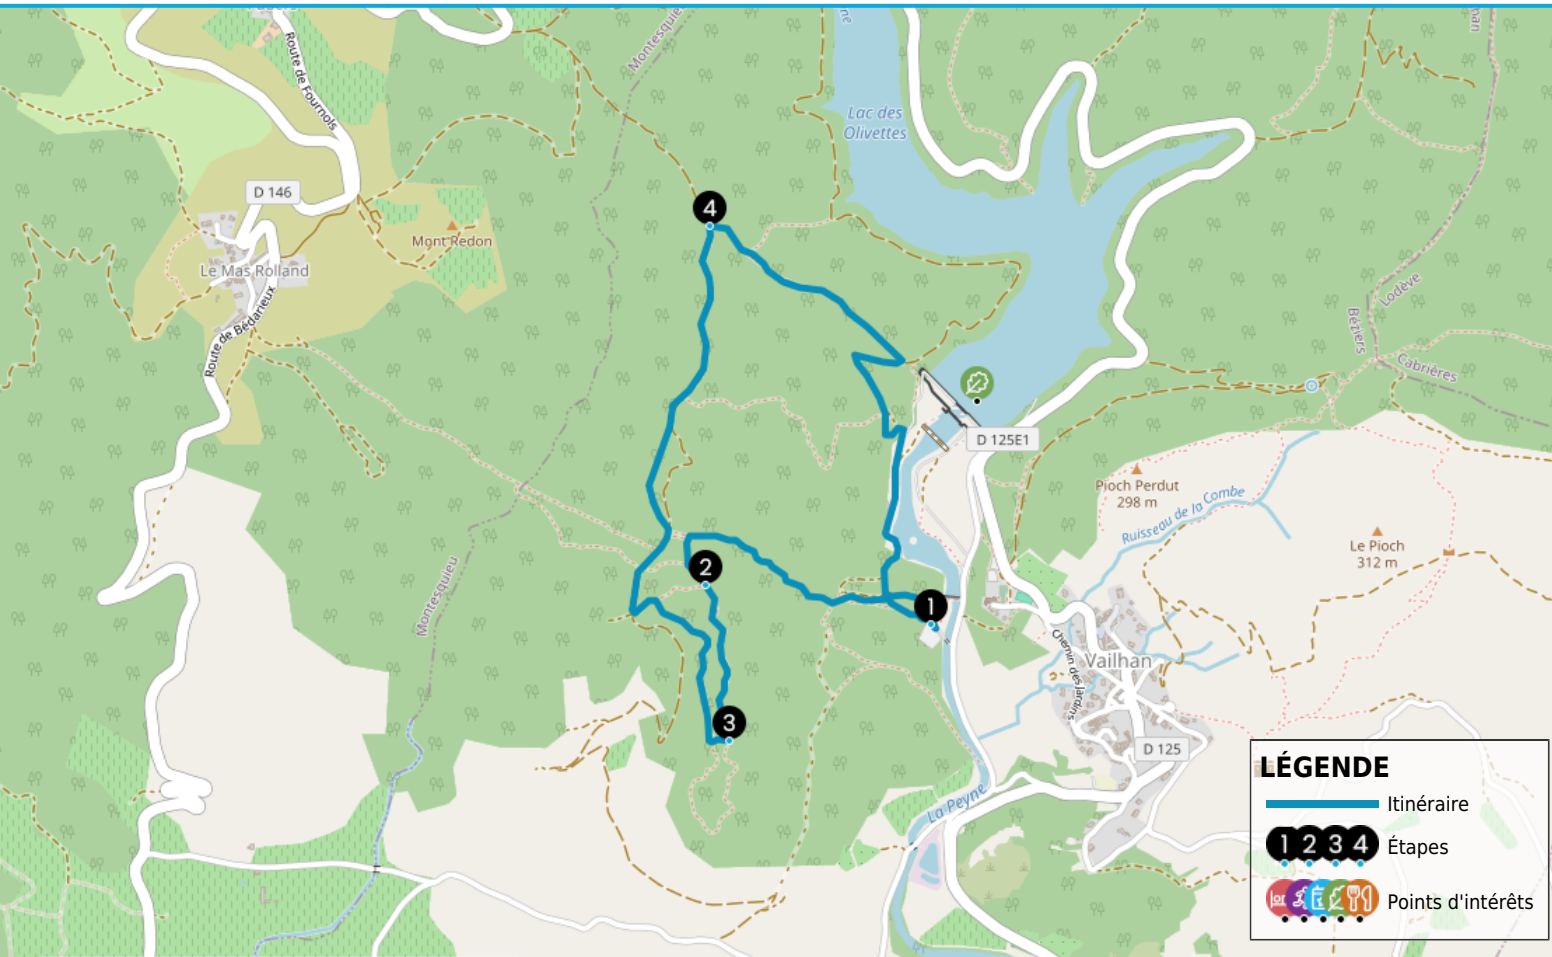 Route de Fournols
Montesquieu
ne
man
Lac des
Olivettes
D 146
4
Mont Redon
Le Mas Rolland
Route de Bédarieux
Lodève
Béziers
Cabrières
D 125E1
Pioch Perdut
298 m
Ruisseau de la Combe
Le Pioch
312 m
2
1
Montesquieu
Chemin des Jardins
Vailhan
3
D 125
La Peyne
LÉGENDE
Itinéraire
1 2 3 4
Étapes
Points d'intérêts